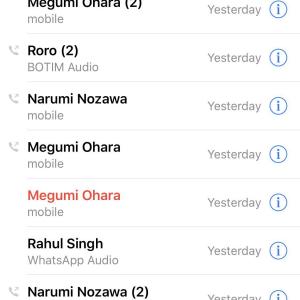 Megumi Ohara (2)
mobile
Yesterday
Roro (2)
BOTIM Audio
Yesterday
Narumi Nozawa
mobile
Yesterday
Megumi Ohara
mobile
Yesterday
Megumi Ohara
mobile
Yesterday
Rahul Singh
WhatsApp Audio
Yesterday
Narumi Nozawa (2)
mobile
Yesterday